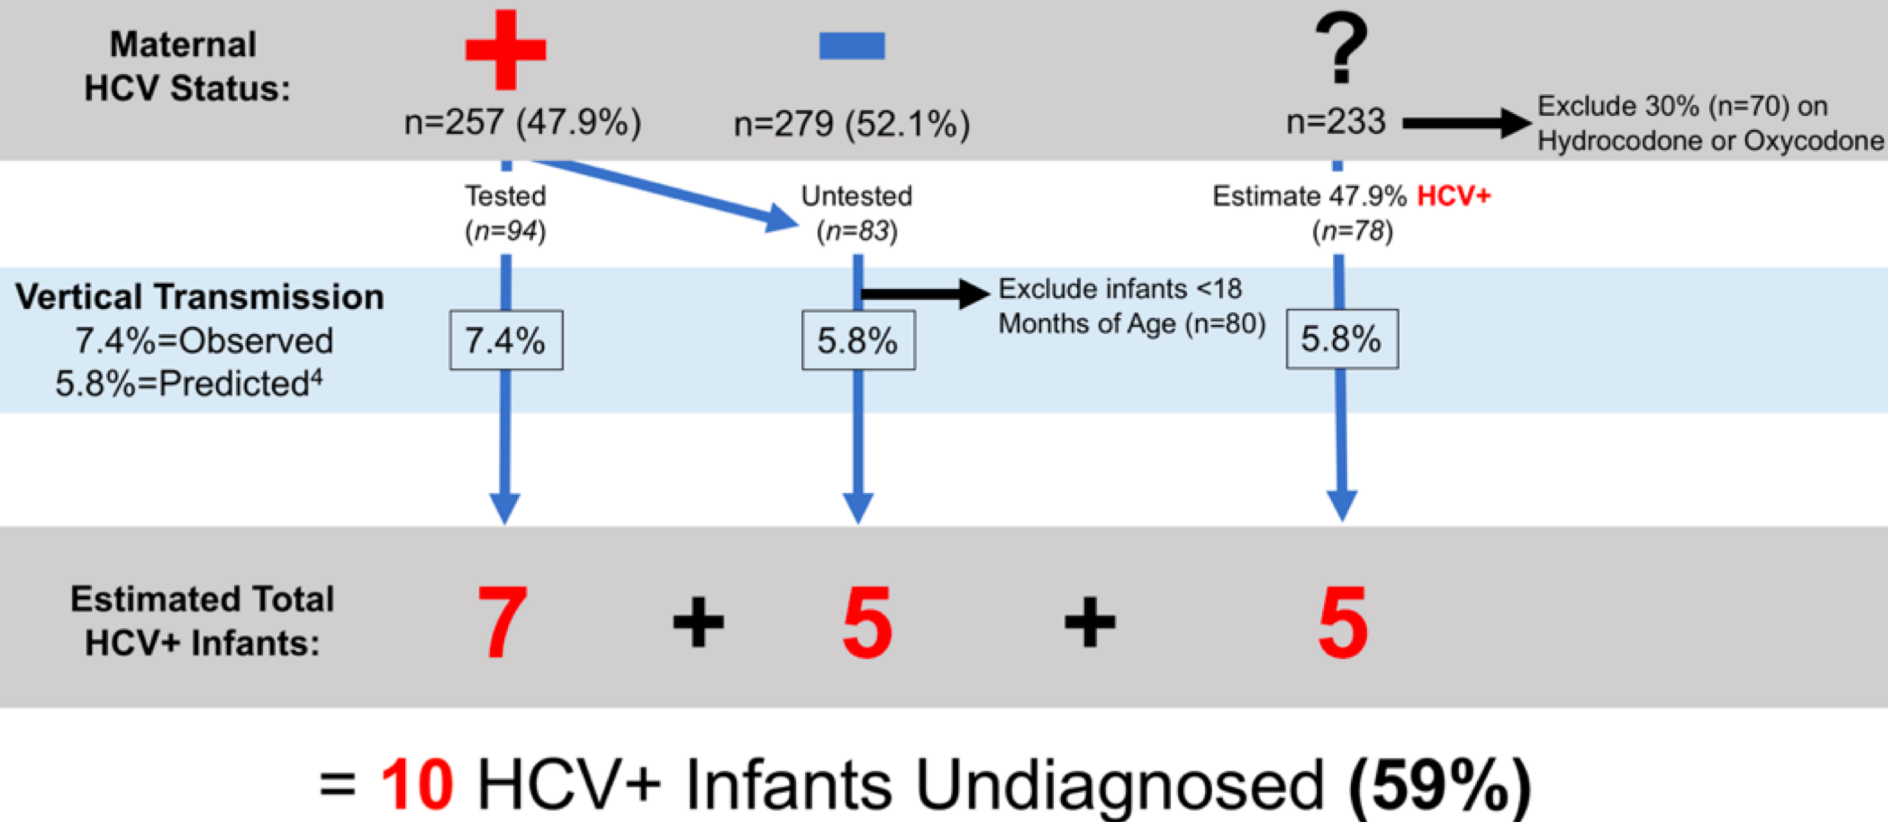 Maternal
HCV Status:
+
-
?
n=257 (47.9%)
n=279 (52.1%)
n=233
Exclude 30% (n=70) on
Hydrocodone or Oxycodone
Tested
(n=94)
Untested
(n=83)
Estimate 47.9% HCV+
(n=78)
Vertical Transmission
7.4%=Observed
5.8%=Predicted⁴
7.4%
5.8%
Exclude infants <18
Months of Age (n=80)
5.8%
Estimated Total
HCV+ Infants:
7 + 5 + 5
= 10 HCV+ Infants Undiagnosed (59%)